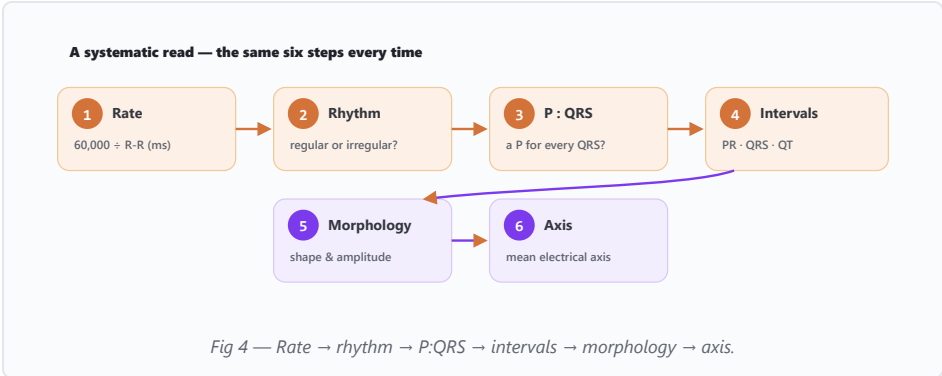 A systematic read — the same six steps every time
1 Rate
60,000 ÷ R-R (ms)
2 Rhythm
regular or irregular?
3 P : QRS
a P for every QRS?
4 Intervals
PR · QRS · QT
5 Morphology
shape & amplitude
6 Axis
mean electrical axis
Fig 4 — Rate → rhythm → P:QRS → intervals → morphology → axis.